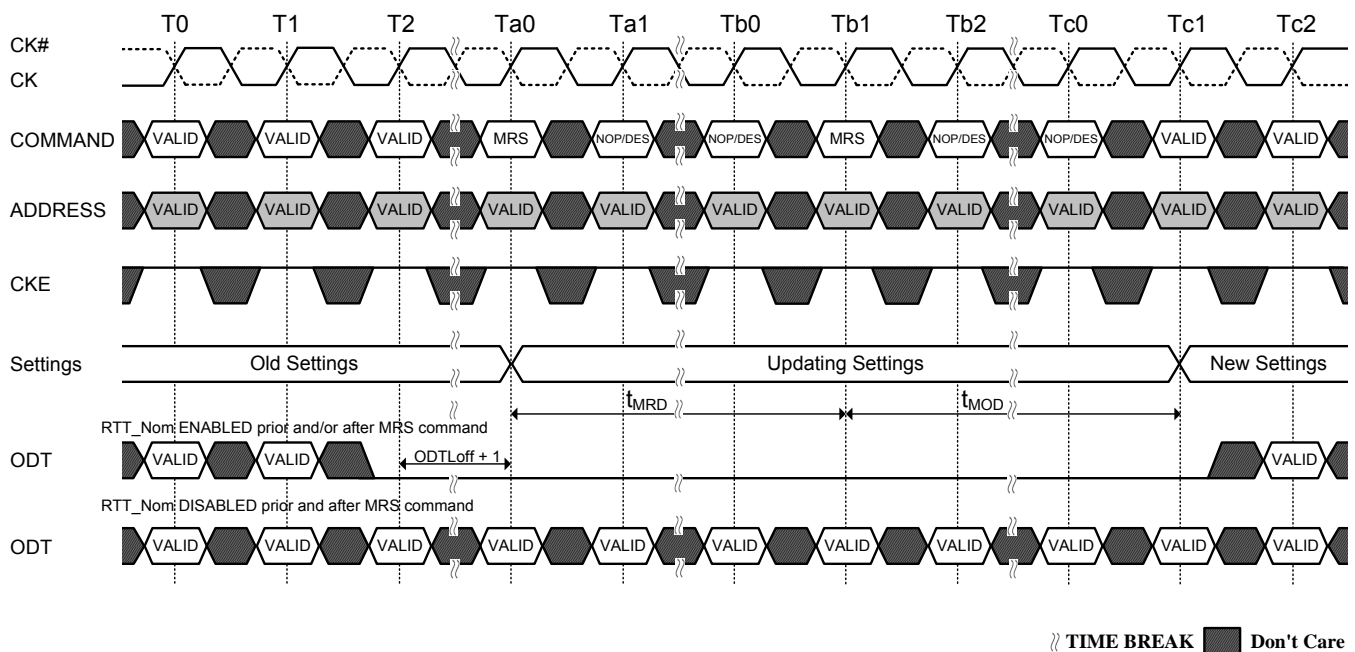 T0 T1 T2 Ta0 Ta1 Tb0 Tb1 Tb2 Tc0 Tc1 Tc2
CK#
CK
COMMAND VALID VALID VALID MRS NOP/DES NOP/DES MRS NOP/DES NOP/DES VALID VALID
ADDRESS VALID VALID VALID VALID VALID VALID VALID VALID VALID VALID VALID
CKE
Settings Old Settings Updating Settings New Settings
tMRD tMOD
RTT_Nom ENABLED prior and/or after MRS command
ODT VALID VALID ODTLoff + 1 VALID
RTT_Nom DISABLED prior and after MRS command
ODT VALID VALID VALID VALID VALID VALID VALID VALID VALID VALID VALID
TIME BREAK Don't Care